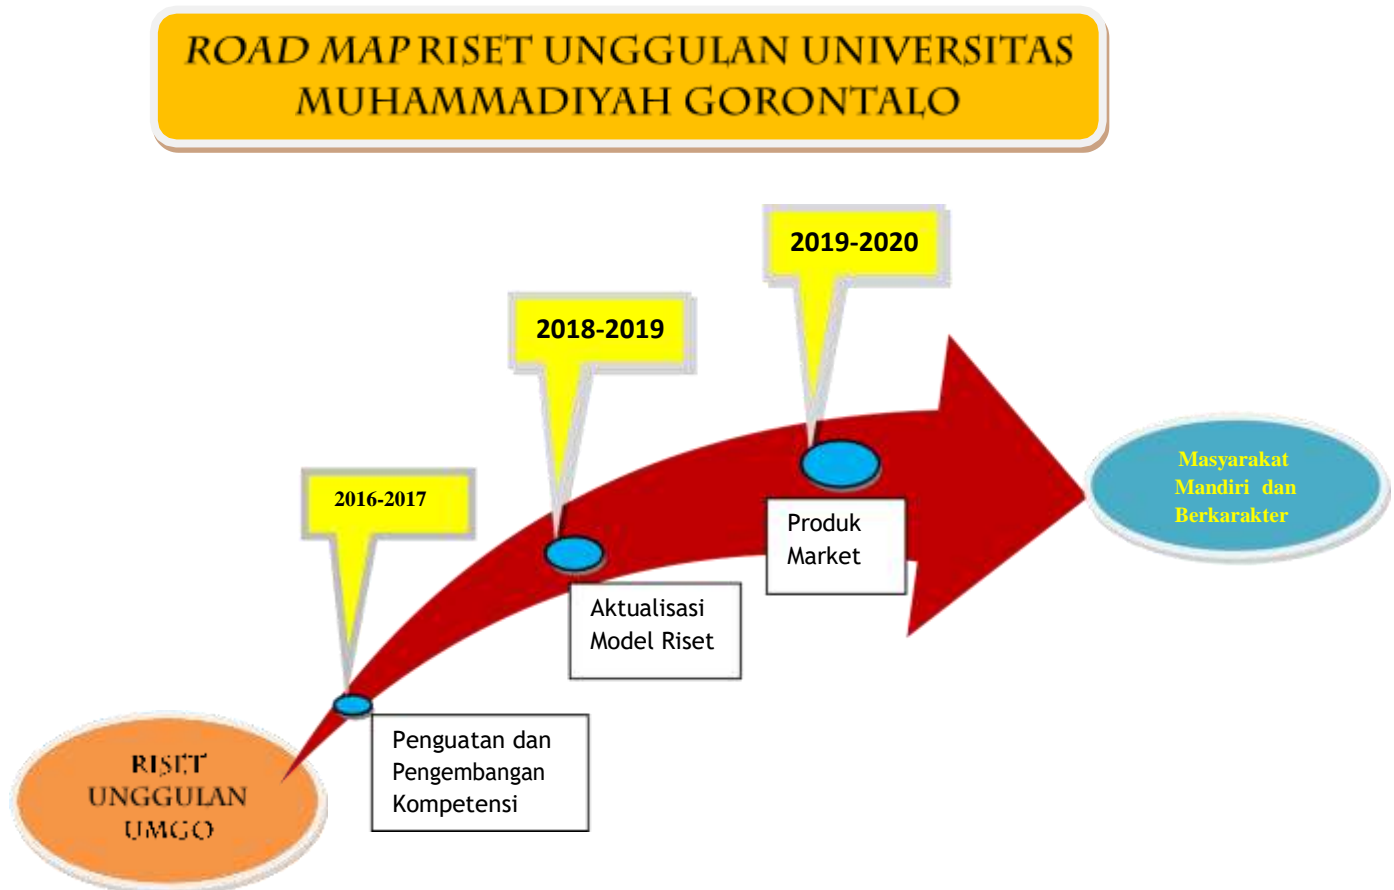 ROAD MAP RISET UNGGULAN UNIVERSITAS
MUHAMMADIYAH GORONTALO
2019-2020
2018-2019
2016-2017
Masyarakat
Mandiri dan
Berkarakter
Produk
Market
Aktualisasi
Model Riset
Penguatan dan
Pengembangan
Kompetensi
RISET
UNGGULAN
UMGO